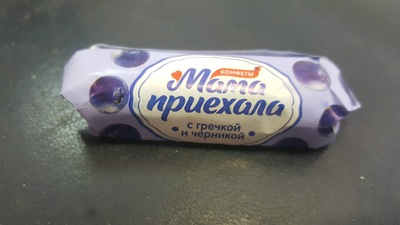 КОНФЕТЫ
Мама
приехала
с гречкой
и черникой